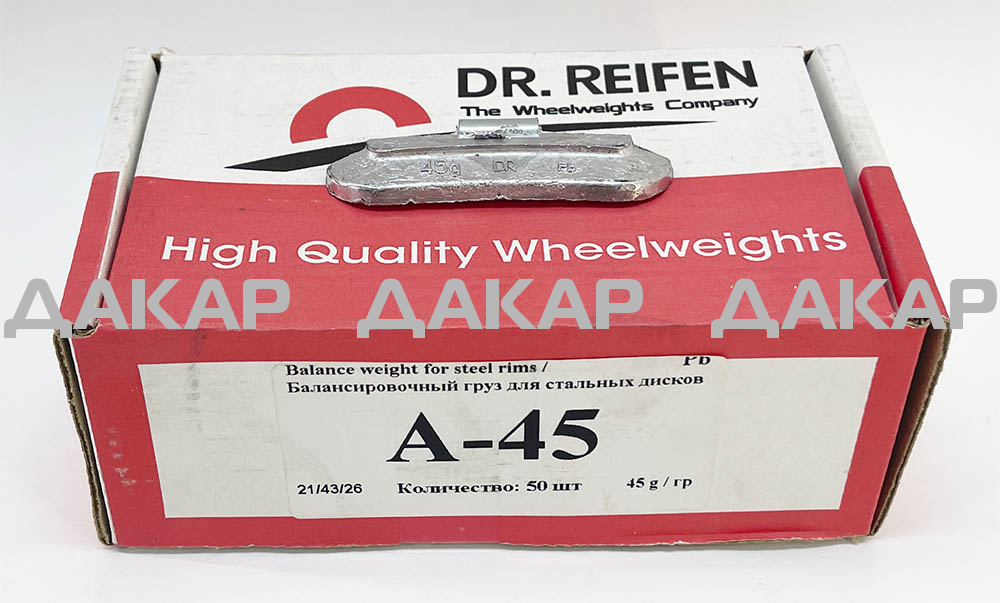 DR. REIFEN
The Wheelweights Company
45g DR Pb
High Quality Wheelweights
ДАКАР ДАКАР ДАКАР
Balance weight for steel rims / Pb
Балансировочный груз для стальных дисков
A-45
21/43/26 Количество: 50 шт 45 g / гр